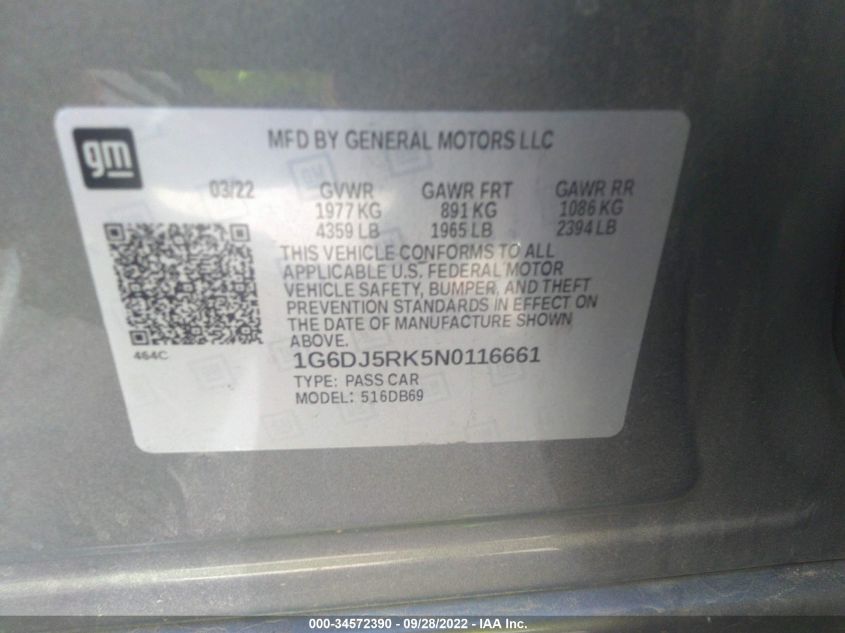 gm
MFD BY GENERAL MOTORS LLC
03/22 GVWR GAWR FRT GAWR RR
1977 KG 891 KG 1086 KG
4359 LB 1965 LB 2394 LB
THIS VEHICLE CONFORMS TO ALL
APPLICABLE U.S. FEDERAL MOTOR
VEHICLE SAFETY, BUMPER, AND THEFT
PREVENTION STANDARDS IN EFFECT ON
THE DATE OF MANUFACTURE SHOWN
ABOVE.
464C
1G6DJ5RK5N0116661
TYPE: PASS CAR
MODEL: 516DB69
000-34572390 - 09/28/2022 - IAA Inc.